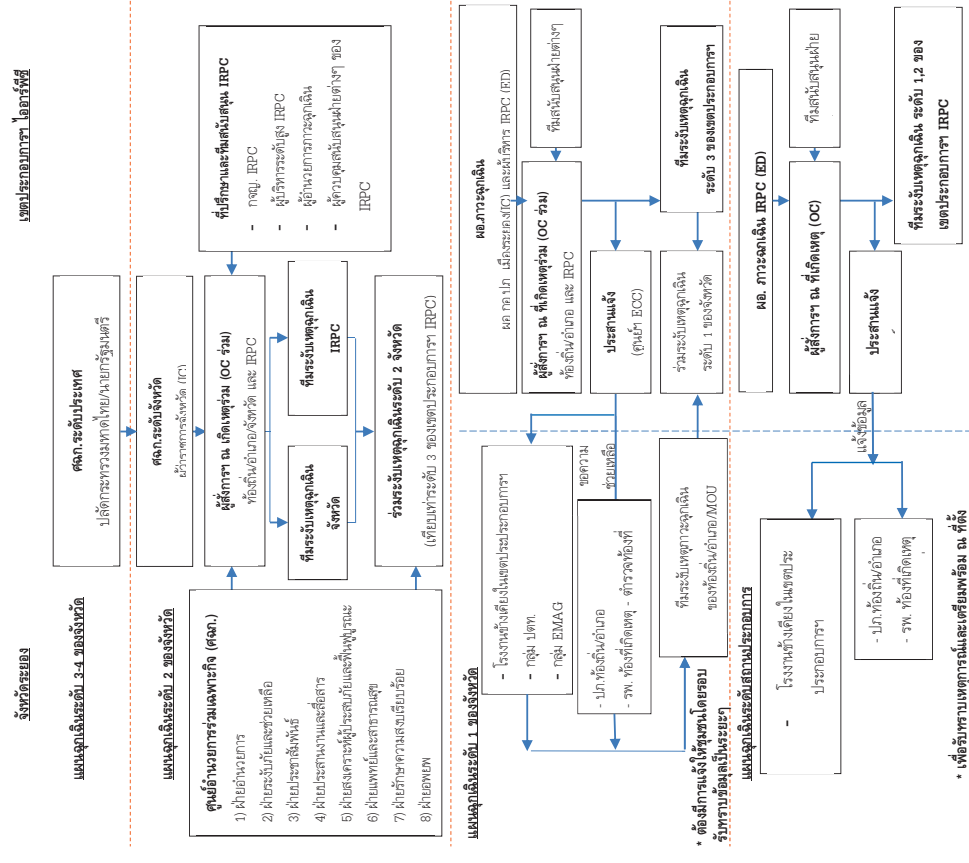 จังหวัดระยอง
เขตประกอบการฯ ไออาร์พีซี
แผนฉุกเฉินระดับ 3-4 ของจังหวัด
ศฉก.ระดับประเทศ
ปลัดกระทรวงมหาดไทย/นายกรัฐมนตรี
แผนฉุกเฉินระดับ 2 ของจังหวัด
ศฉก.ระดับจังหวัด
ผู้ว่าราชการจังหวัด (IC)
ศูนย์อำนวยการร่วมเฉพาะกิจ (ศฉก.)
1) ฝ่ายอำนวยการ
2) ฝ่ายระงับภัยและช่วยเหลือ
3) ฝ่ายประชาสัมพันธ์
4) ฝ่ายประสานงานและสื่อสาร
5) ฝ่ายสงเคราะห์ผู้ประสบภัยและฟื้นฟูบูรณะ
6) ฝ่ายแพทย์และสาธารณสุข
7) ฝ่ายรักษาความสงบเรียบร้อย
8) ฝ่ายอพยพ
ผู้สั่งการฯ ณ เกิดเหตุร่วม (OC ร่วม)
ท้องถิ่น/อำเภอ/จังหวัด และ IRPC
ทีมระงับเหตุฉุกเฉิน
จังหวัด
ทีมระงับเหตุฉุกเฉิน
IRPC
ร่วมระงับเหตุฉุกเฉินระดับ 2 จังหวัด
(เทียบเท่าระดับ 3 ของเขตประกอบการฯ IRPC)
ที่ปรึกษาและทีมสนับสนุน IRPC
- กจญ. IRPC
- ผู้บริหารระดับสูง IRPC
- ผู้อำนวยการภาวะฉุกเฉิน
- ผู้ควบคุมสนับสนุนฝ่ายต่างๆ ของ
IRPC
แผนฉุกเฉินระดับ 1 ของจังหวัด
ผอ.ภาวะฉุกเฉิน
ผอ กอ ปภ เมืองระยอง(IC) และผู้บริหาร IRPC (ED)
ผู้สั่งการฯ ณ ที่เกิดเหตุร่วม (OC ร่วม)
ท้องถิ่น/อำเภอ และ IRPC
ทีมสนับสนุนฝ่ายต่างๆ
ประสานแจ้ง
(ศูนย์ฯ ECC)
ทีมระงับเหตุฉุกเฉิน
ระดับ 3 ของเขตประกอบการฯ
ร่วมระงับเหตุฉุกเฉิน
ระดับ 1 ของจังหวัด
- โรงงานข้างเคียงในเขตประประกอบการฯ
- กลุ่ม ปตท.
- กลุ่ม EMAG
ขอความ
ช่วยเหลือ
- ปภ.ท้องถิ่น/อำเภอ
- รพ. ท้องที่เกิดเหตุ - ตำรวจท้องที่
ทีมระงับเหตุภาวะฉุกเฉิน
ของท้องถิ่น/อำเภอ/MOU
* ต้องมีการแจ้งให้ชุมชนโดยรอบ
รับทราบข้อมูลเป็นระยะๆ
แผนฉุกเฉินระดับสถานประกอบการ
ผอ. ภาวะฉุกเฉิน IRPC (ED)
ผู้สั่งการฯ ณ ที่เกิดเหตุ (OC)
ทีมสนับสนุนฝ่าย
ประสานแจ้ง
ทีมระงับเหตุฉุกเฉิน ระดับ 1,2 ของ
เขตประกอบการฯ IRPC
แจ้งข้อมูล
- โรงงานข้างเคียงในเขตประ
ประกอบการฯ
- ปภ.ท้องถิ่น/อำเภอ
- รพ. ท้องที่เกิดเหตุ
* เพื่อรับทราบเหตุการณ์และเตรียมพร้อม ณ ที่ตั้ง